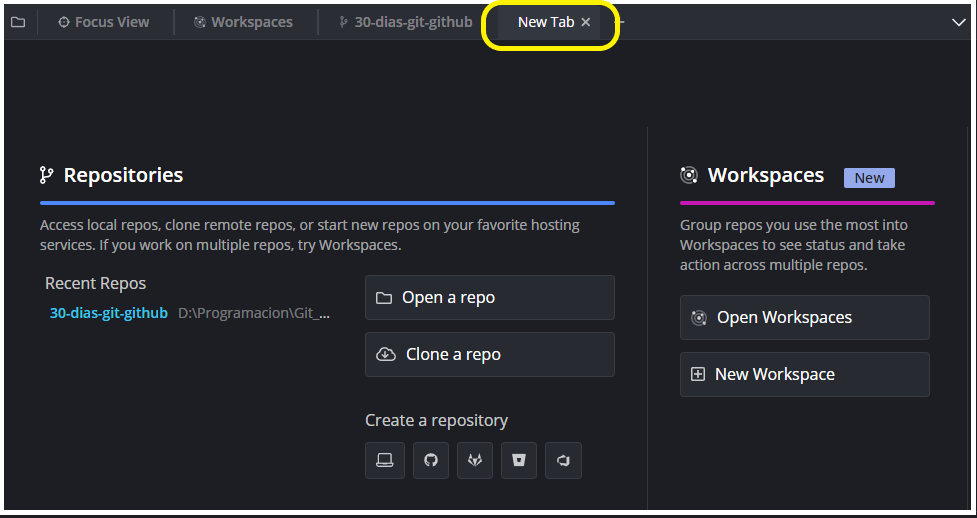 Focus View
Workspaces
30-dias-git-github
New Tab
Repositories
Access local repos, clone remote repos, or start new repos on your favorite hosting
services. If you work on multiple repos, try Workspaces.
Recent Repos
30-dias-git-github D:\Programacion\Git_...
Open a repo
Clone a repo
Create a repository
Workspaces New
Group repos you use the most into
Workspaces to see status and take
action across multiple repos.
Open Workspaces
New Workspace